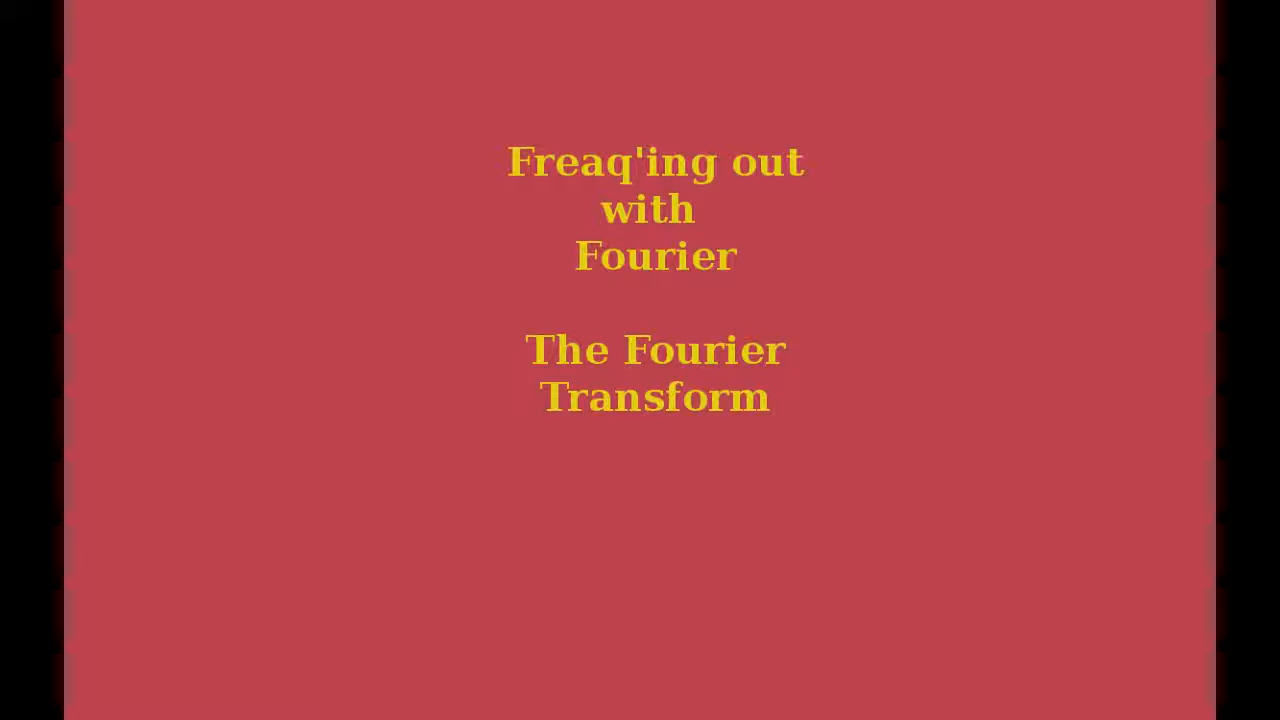 Freaq'ing out
with
Fourier
The Fourier
Transform